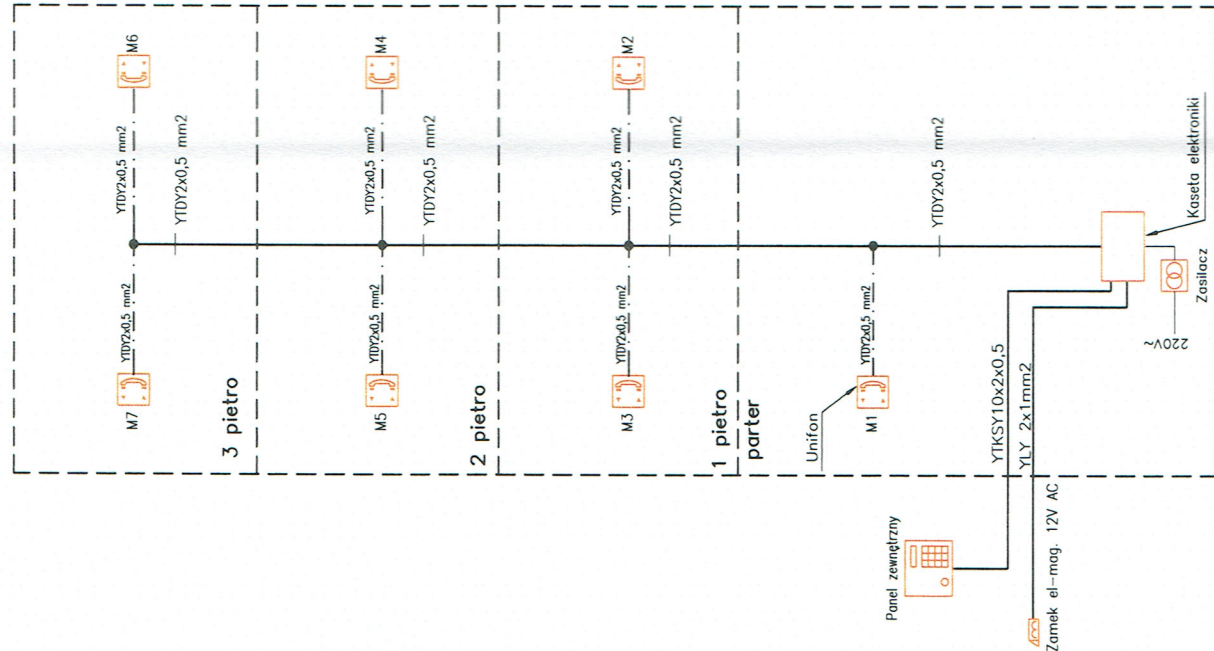 M6
YTDY2x0,5 mm2
YTDY2x0,5 mm2
YTDY2x0,5 mm2
M7
3 pietro
M4
YTDY2x0,5 mm2
YTDY2x0,5 mm2
YTDY2x0,5 mm2
M5
2 pietro
M2
YTDY2x0,5 mm2
YTDY2x0,5 mm2
YTDY2x0,5 mm2
M3
1 pietro
parter
Unifon
M1
YTDY2x0,5 mm2
YTDY2x0,5 mm2
Kaseta elektroniki
Zasilacz
220V~
YTKSY10x2x0,5
YLY 2x1mm2
Panel zewnętrzny
Zamek el-mag. 12V AC